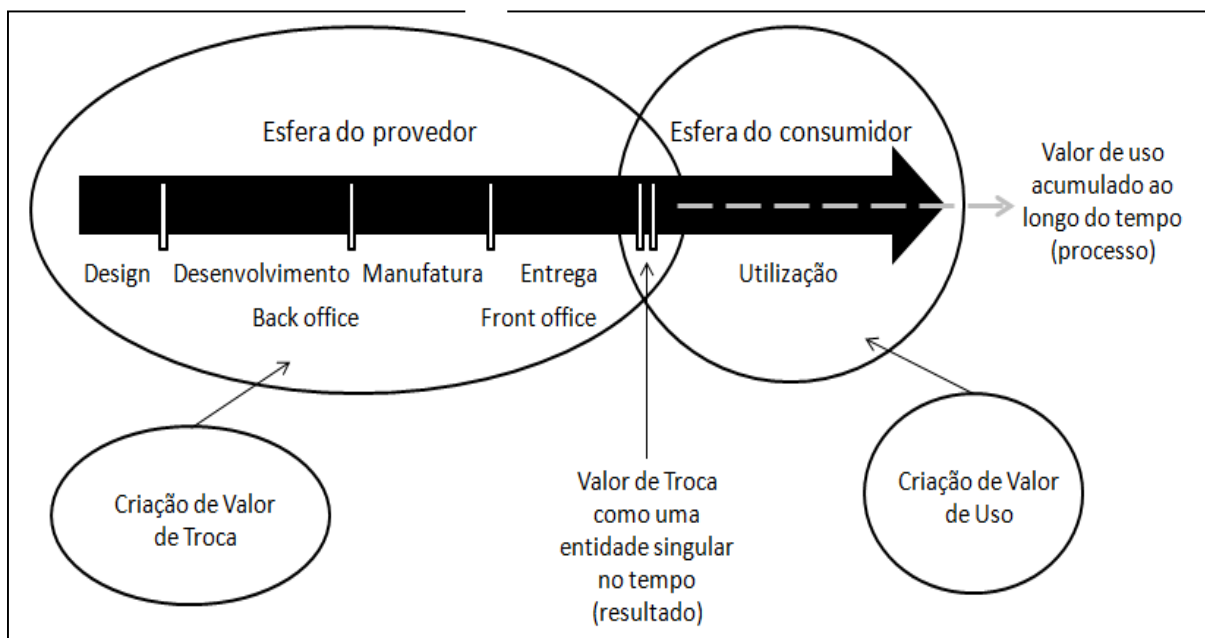 Esfera do provedor
Esfera do consumidor
Valor de uso
acumulado ao
longo do tempo
(processo)
Design
Desenvolvimento
Manufatura
Entrega
Utilização
Back office
Front office
Criação de Valor
de Troca
Valor de Troca
como uma
entidade singular
no tempo
(resultado)
Criação de Valor
de Uso